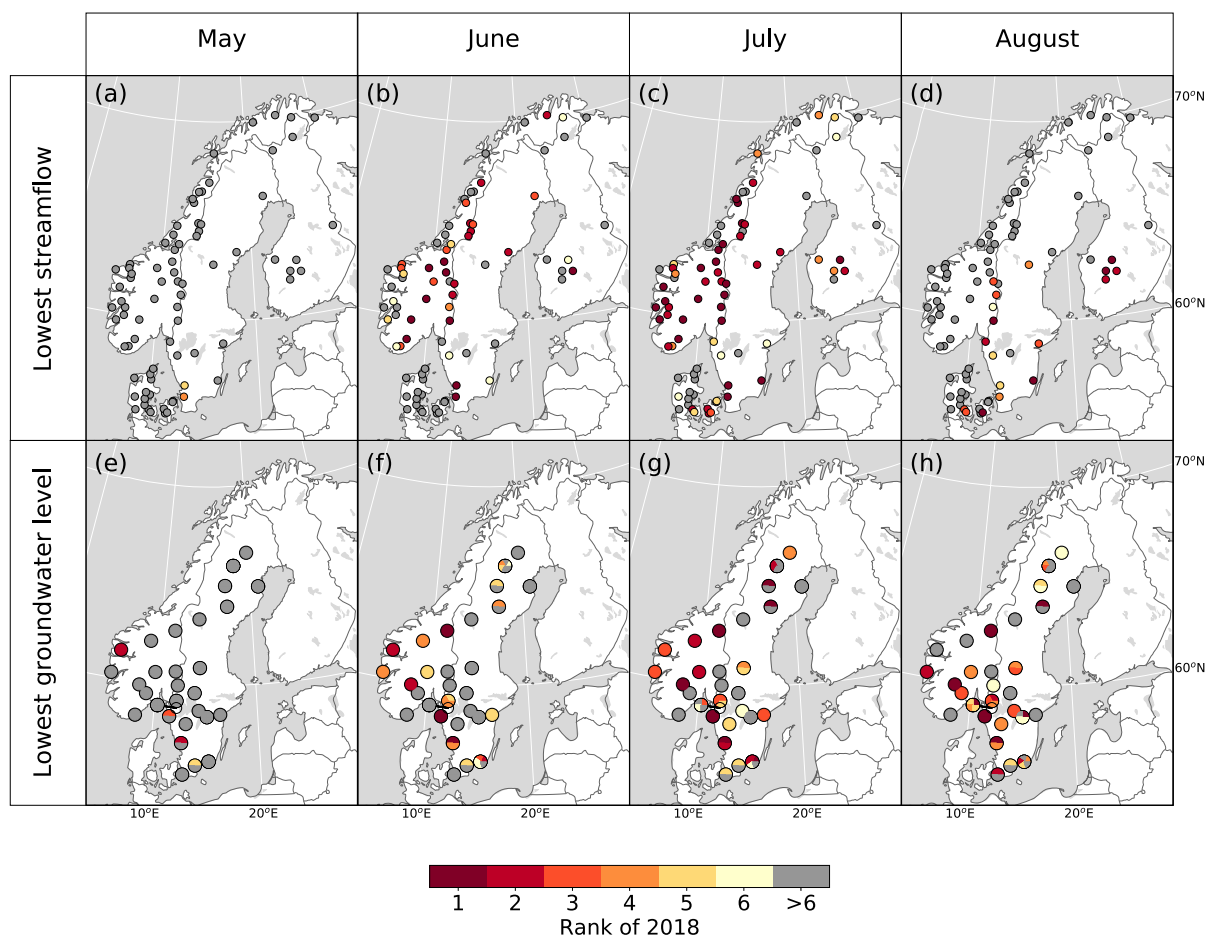 May June July August
Lowest streamflow
(a) (b) (c) (d)
70°N
60°N
Lowest groundwater level
(e) (f) (g) (h)
70°N
60°N
10°E 20°E 10°E 20°E 10°E 20°E 10°E 20°E
1 2 3 4 5 6 >6
Rank of 2018